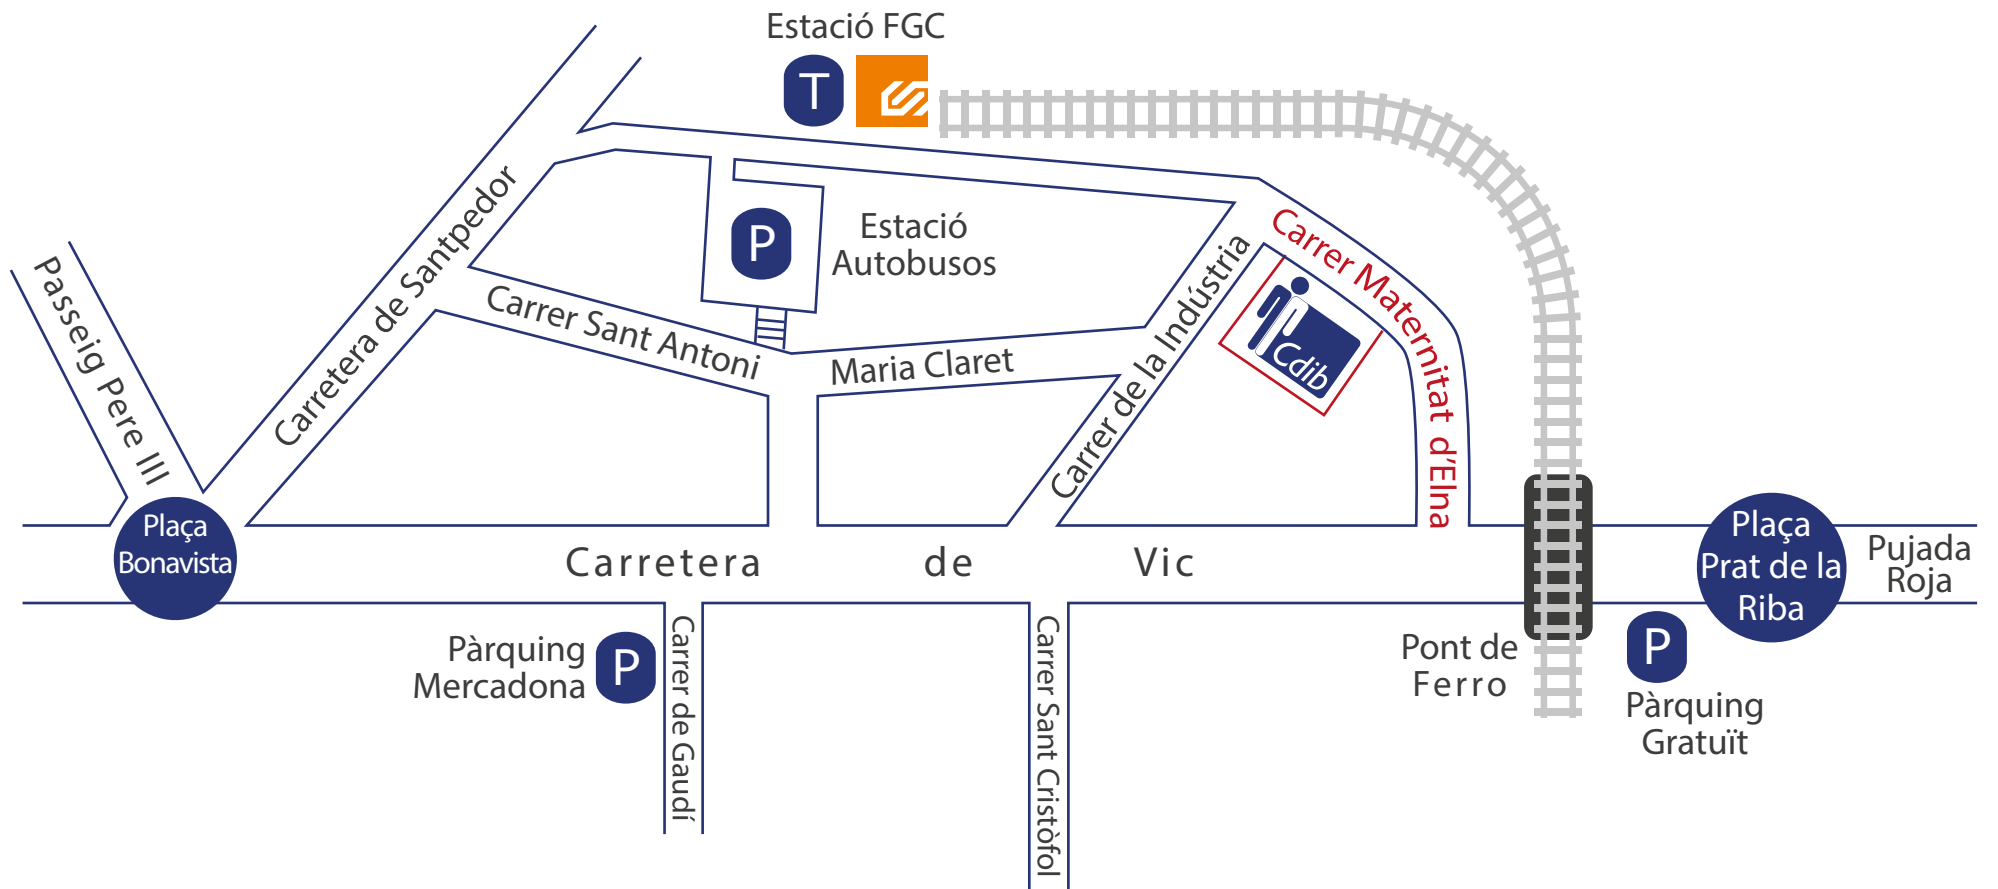 Estació FGC
T
Carretera de Santpedor
P
Estació
Autobusos
Carrer Maternitat d'Elna
Passeig Pere III
Carrer Sant Antoni
Maria Claret
Carrer de la Indústria
Cdib
Plaça
Bonavista
Carretera de Vic
Plaça
Prat de la
Riba
Pujada
Roja
Pàrquing
Mercadona
P
Carrer de Gaudí
Carrer Sant Cristòfol
Pont de
Ferro
P
Pàrquing
Gratuït